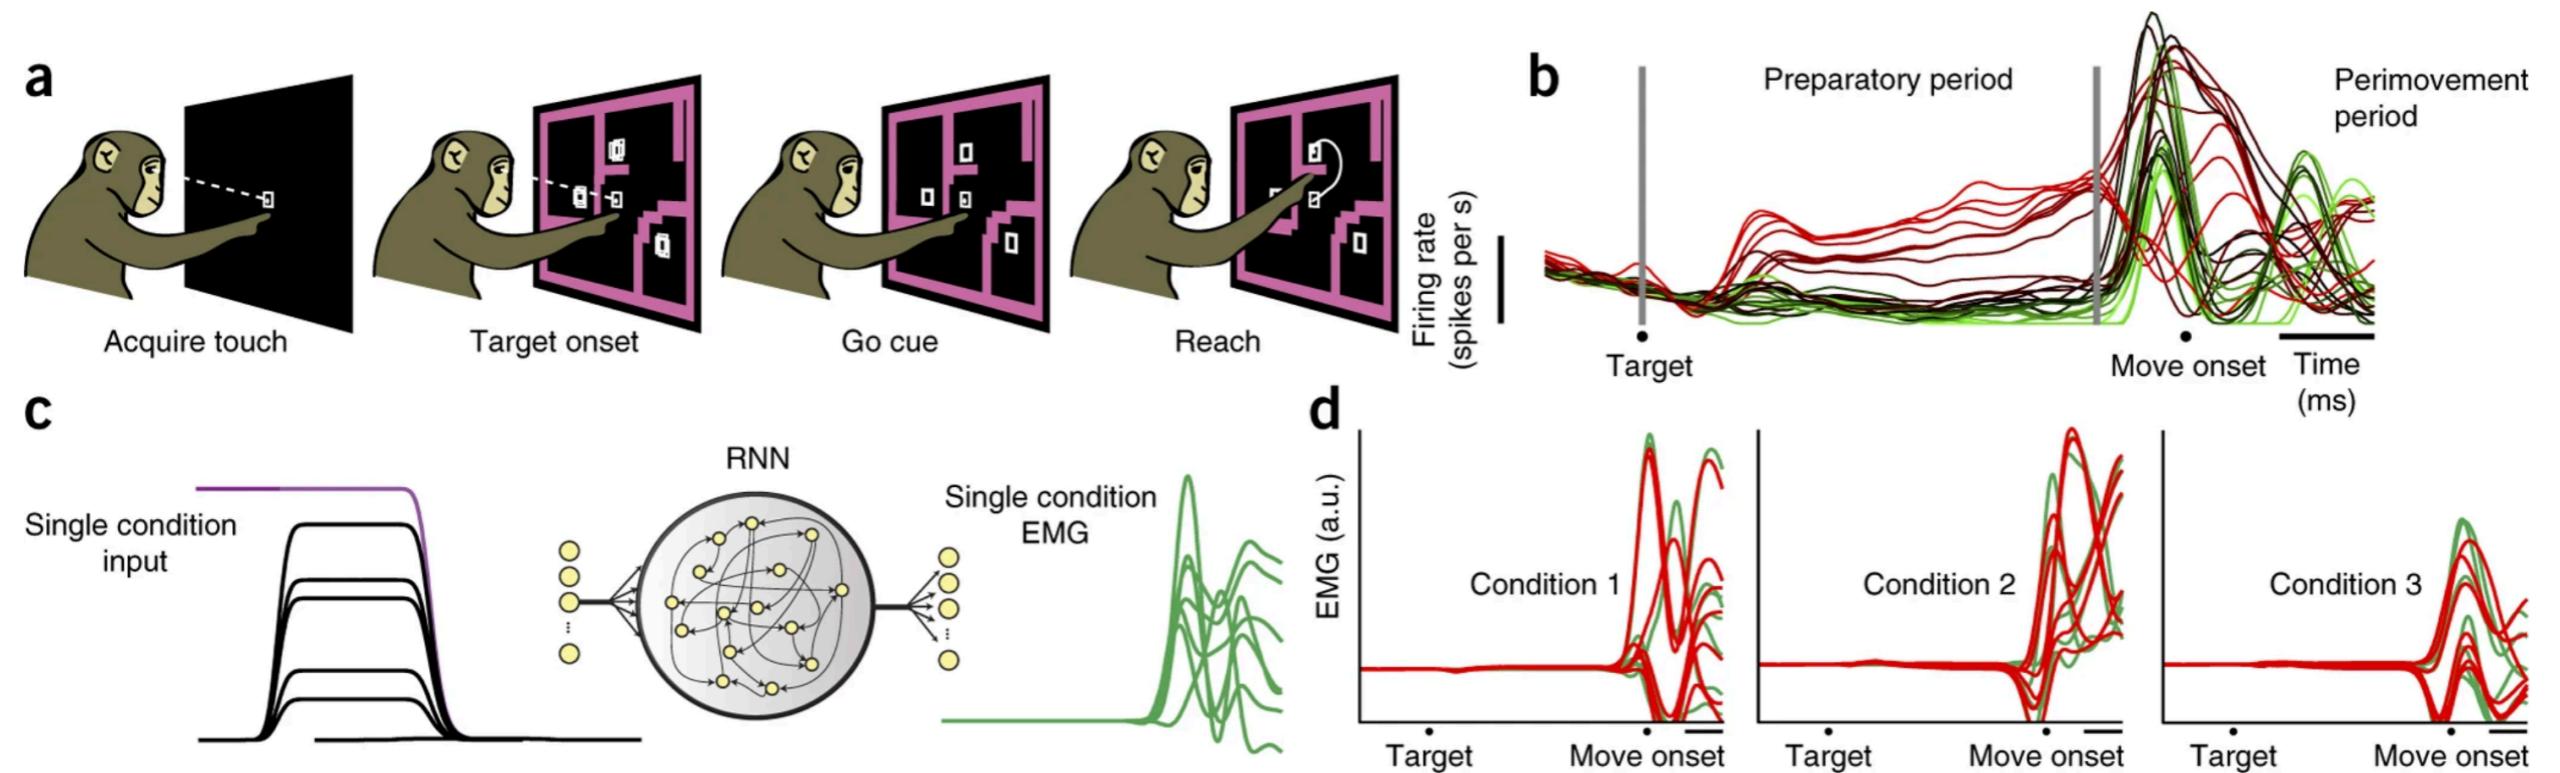 a
Acquire touch
Target onset
Go cue
Reach
b
Preparatory period
Perimovement
period
Firing rate
(spikes per s)
Target
Move onset
Time
(ms)
c
Single condition
input
RNN
Single condition
EMG
d
EMG (a.u.)
Condition 1
Target
Move onset
Condition 2
Target
Move onset
Condition 3
Target
Move onset